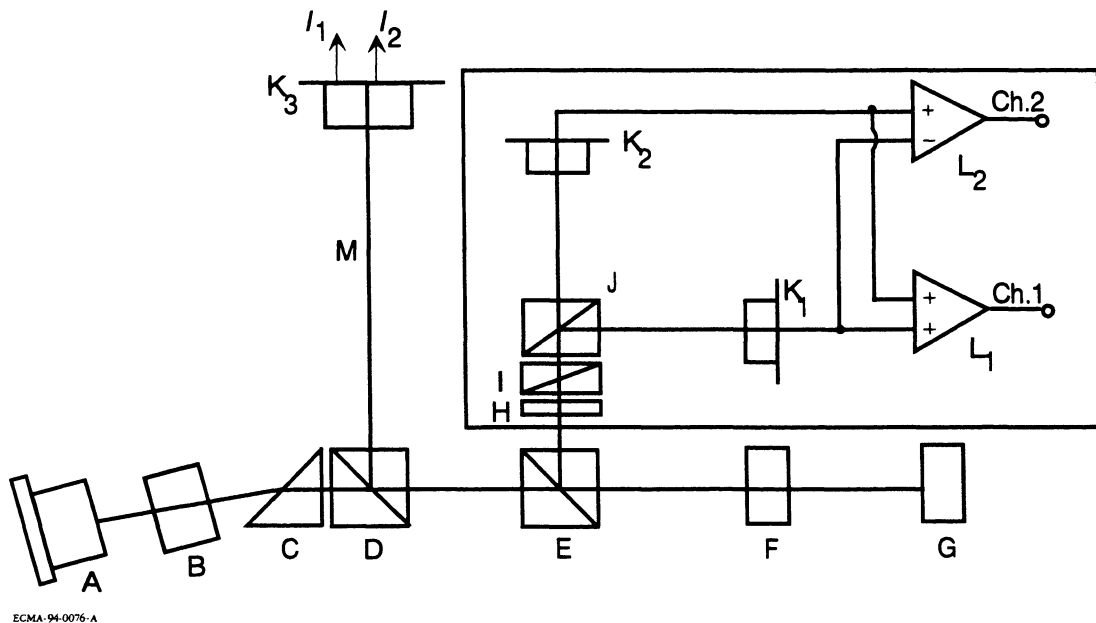 I1 I2
K3
Ch.2
K2
L2
M
J
K1
Ch.1
L1
I
H
A
B
C
D
E
F
G
+
−
+
+
ECMA-94-0076-A